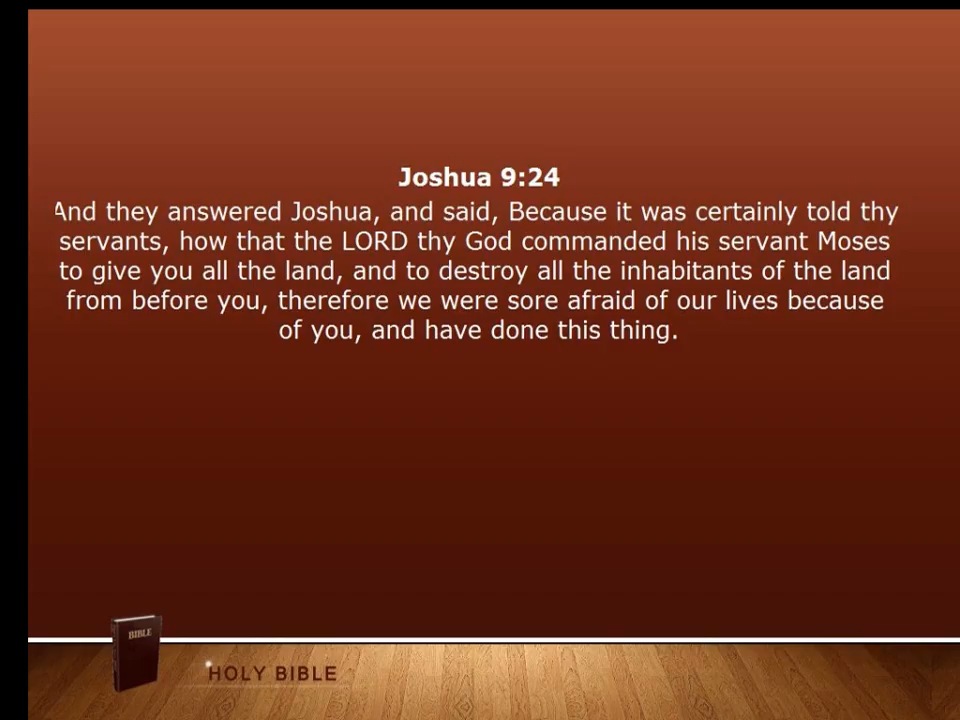 Joshua 9:24
And they answered Joshua, and said, Because it was certainly told thy
servants, how that the LORD thy God commanded his servant Moses
to give you all the land, and to destroy all the inhabitants of the land
from before you, therefore we were sore afraid of our lives because
of you, and have done this thing.
BIBLE
HOLY BIBLE